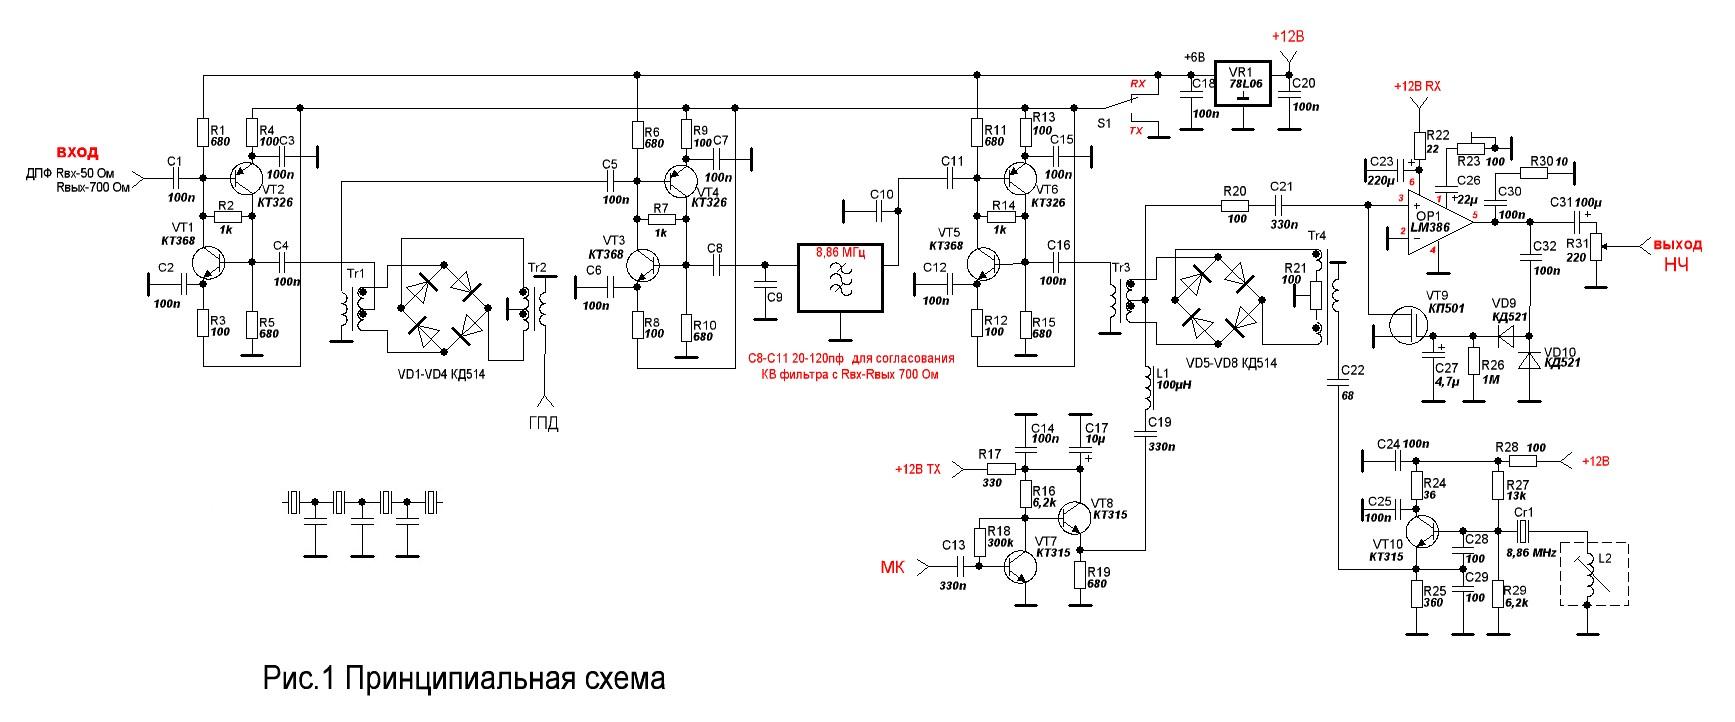 +12В
+6В
VR1
78L06
C18
100n
C20
100n
RX
S1
TX
вход
ДПФ Rвх-50 Ом
Rвых-700 Ом
C1
100n
R1
680
R4
100
C3
100n
VT2
КТ326
R2
1k
VT1
КТ368
C2
100n
C4
100n
R3
100
R5
680
Tr1
VD1-VD4 КД514
Tr2
ГПД
C5
100n
R6
680
R9
100
C7
100n
VT4
КТ326
R7
1k
VT3
КТ368
C6
100n
C8
R8
100
R10
680
C9
8,86 МГц
C10
C8-C11 20-120пф для согласования
КВ фильтра с Rвх-Rвых 700 Ом
C11
100n
R11
680
R13
100
C15
100n
VT6
КТ326
R14
1k
VT5
КТ368
C12
100n
C16
100n
R12
100
R15
680
Tr3
VD5-VD8 КД514
Tr4
R21
100
R20
100
C21
330n
L1
100µH
C19
330n
C22
68
+12В RX
R22
22
C23
220µ
+
6
R23
100
C26
22µ
+
R30 10
C30
100n
C31 100µ
+
3
+
1
OP1
LM386
5
2
-
4
R31
220
выход
НЧ
C32
100n
VT9
КП501
VD9
КД521
VD10
КД521
+
C27
4,7µ
R26
1M
C14
100n
C17
10µ
+
+12В TX
R17
330
R16
6,2k
VT8
КТ315
R18
300k
VT7
КТ315
МК
C13
330n
R19
680
C24 100n
R28 100
+12В
R24
36
R27
13k
C25
100n
VT10
КТ315
C28
100
Cr1
8,86 MHz
L2
C29
100
R25
360
R29
6,2k
Рис.1 Принципиальная схема